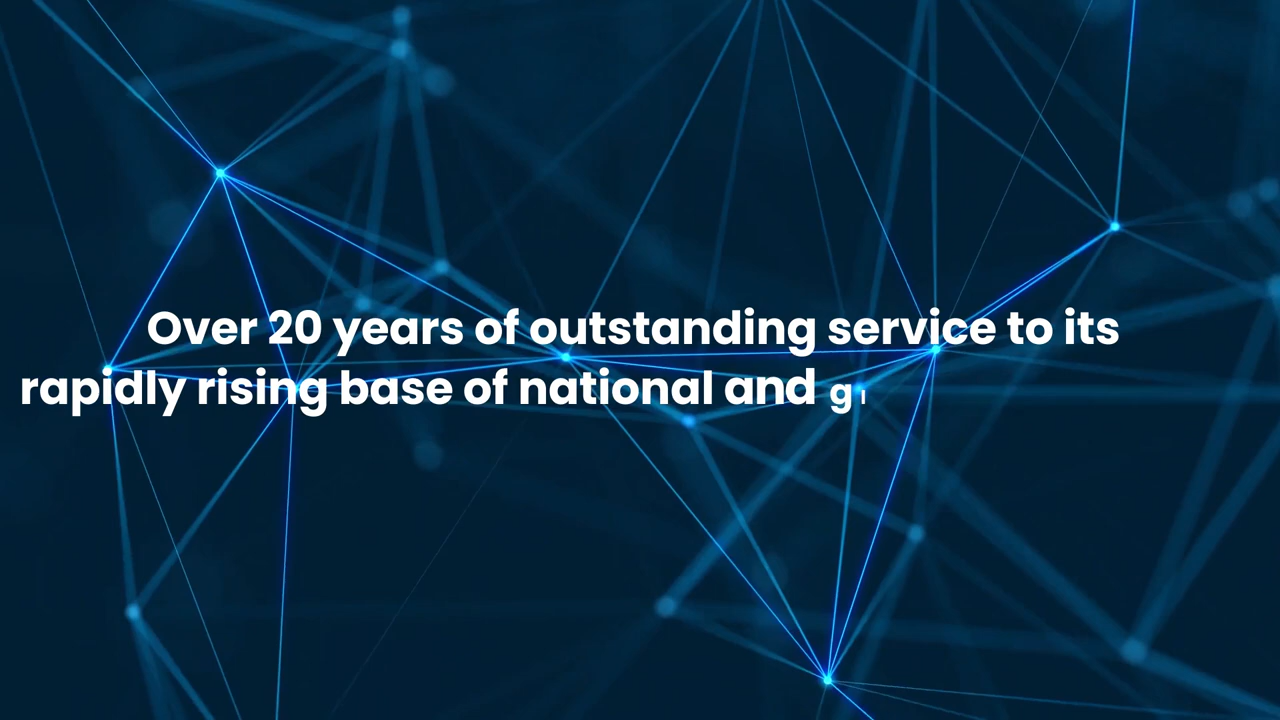 Over 20 years of outstanding service to its
rapidly rising base of national and g